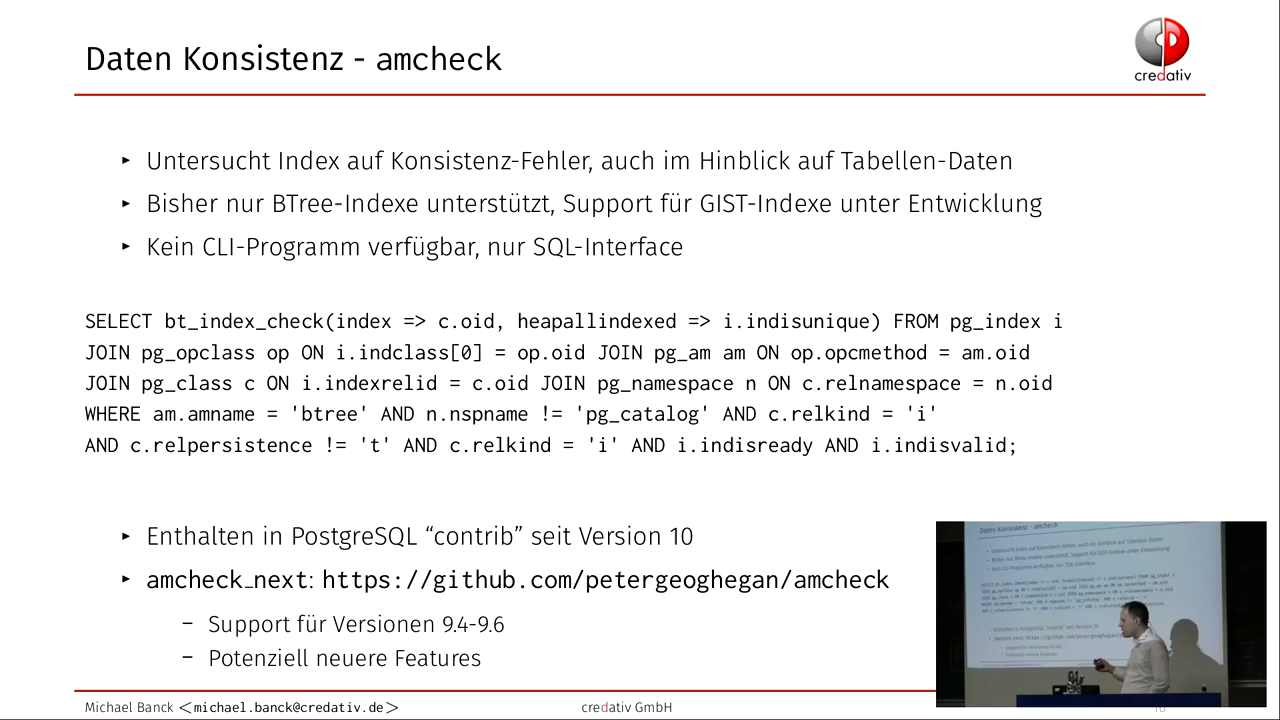 Daten Konsistenz - amcheck
credativ
▸ Untersucht Index auf Konsistenz-Fehler, auch im Hinblick auf Tabellen-Daten
▸ Bisher nur BTree-Indexe unterstützt, Support für GIST-Indexe unter Entwicklung
▸ Kein CLI-Programm verfügbar, nur SQL-Interface
SELECT bt_index_check(index => c.oid, heapallindexed => i.indisunique) FROM pg_index i
JOIN pg_opclass op ON i.indclass[0] = op.oid JOIN pg_am am ON op.opcmethod = am.oid
JOIN pg_class c ON i.indexrelid = c.oid JOIN pg_namespace n ON c.relnamespace = n.oid
WHERE am.amname = 'btree' AND n.nspname != 'pg_catalog' AND c.relkind = 'i'
AND c.relpersistence != 't' AND c.relkind = 'i' AND i.indisready AND i.indisvalid;
▸ Enthalten in PostgreSQL “contrib” seit Version 10
▸ amcheck_next: https://github.com/petergeoghegan/amcheck
– Support für Versionen 9.4-9.6
– Potenziell neuere Features
Michael Banck <michael.banck@credativ.de>
credativ GmbH
Daten Konsistenz - amcheck